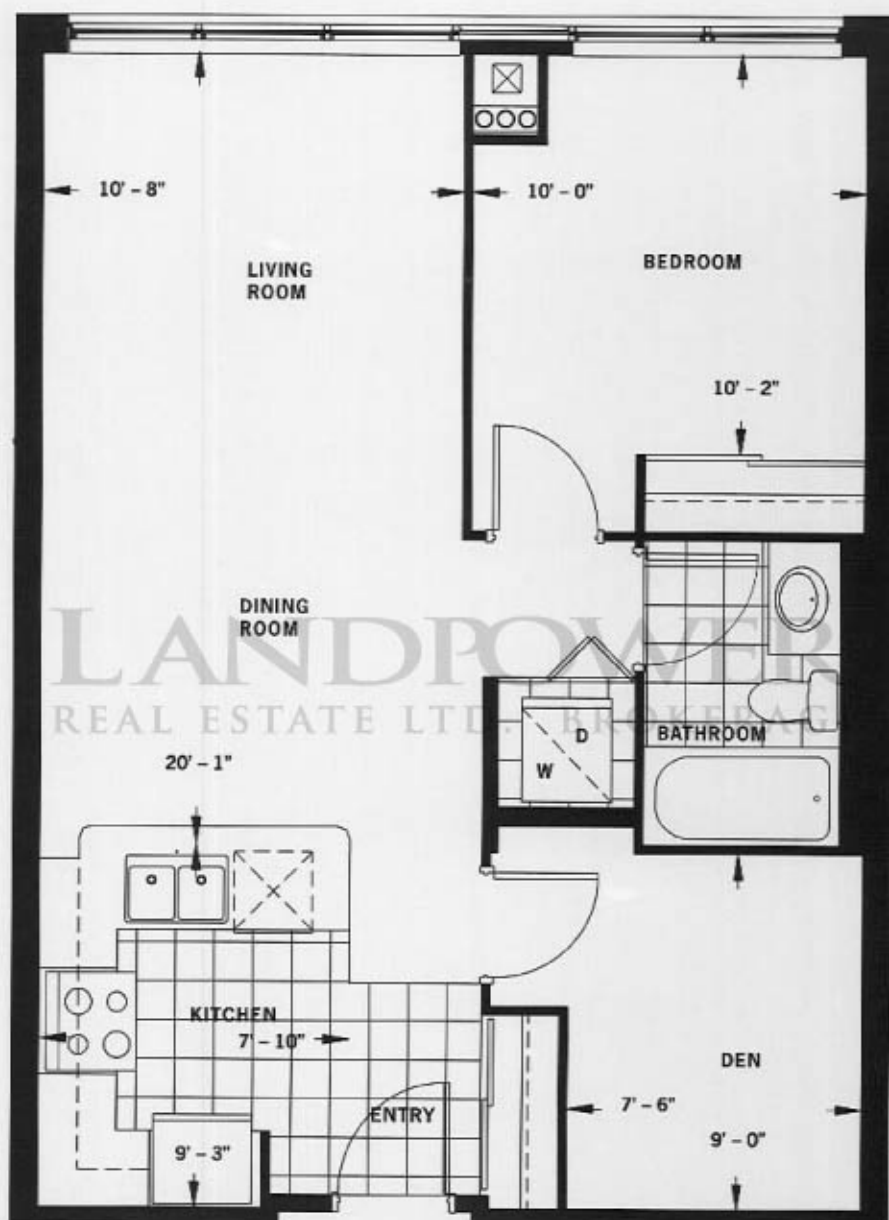 10' – 8"
10' – 0"
LIVING
ROOM
BEDROOM
10' – 2"
DINING
ROOM
LANDPOWER
REAL ESTATE LTD. BROKERAGE
D
W
BATHROOM
20' – 1"
KITCHEN
7' – 10"
DEN
ENTRY
7' – 6"
9' – 0"
9' – 3"